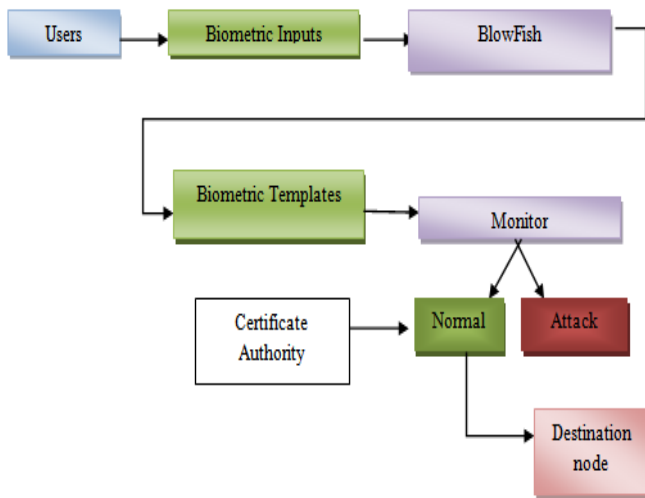 Users
Biometric Inputs
BlowFish
Biometric Templates
Monitor
Certificate
Authority
Normal
Attack
Destination
node